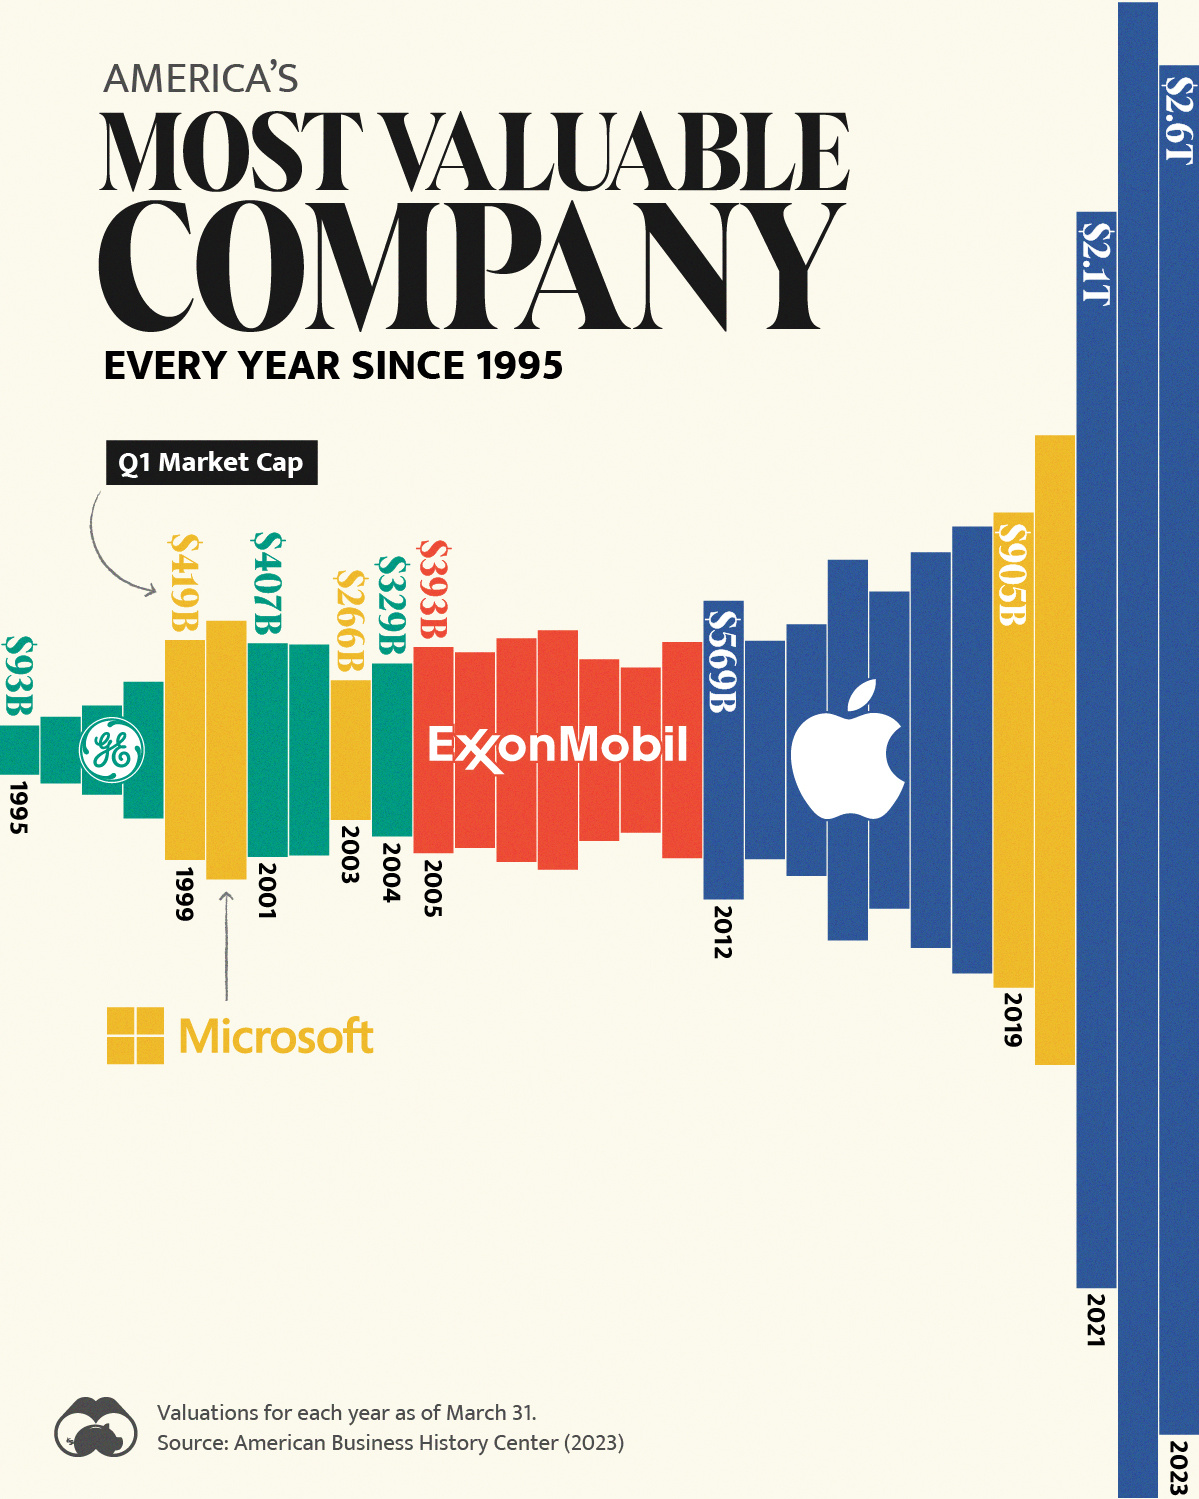 AMERICA'S
MOST VALUABLE
COMPANY
EVERY YEAR SINCE 1995
Q1 Market Cap
$93B
$419B
$407B
$266B
$329B
$393B
$569B
$905B
$2.1T
$2.6T
GE
ExxonMobil
1995
1999
2001
2003
2004
2005
2012
2019
2021
2023
Microsoft
Valuations for each year as of March 31.
Source: American Business History Center (2023)